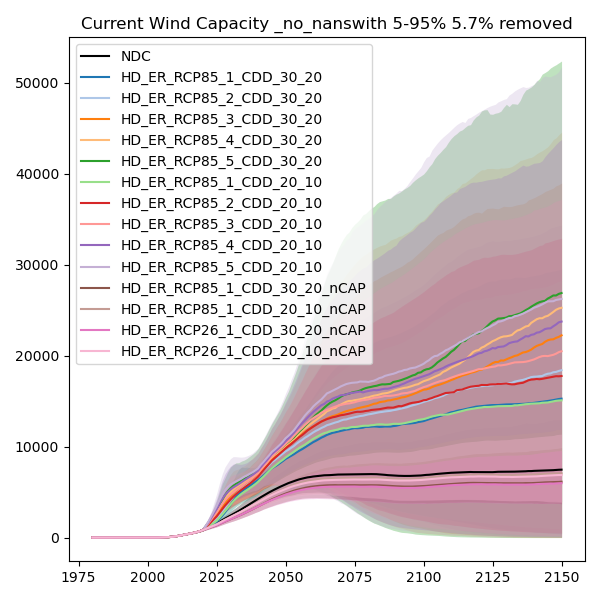 Current Wind Capacity _no_nanswith 5-95% 5.7% removed
NDC
HD_ER_RCP85_1_CDD_30_20
HD_ER_RCP85_2_CDD_30_20
HD_ER_RCP85_3_CDD_30_20
HD_ER_RCP85_4_CDD_30_20
HD_ER_RCP85_5_CDD_30_20
HD_ER_RCP85_1_CDD_20_10
HD_ER_RCP85_2_CDD_20_10
HD_ER_RCP85_3_CDD_20_10
HD_ER_RCP85_4_CDD_20_10
HD_ER_RCP85_5_CDD_20_10
HD_ER_RCP85_1_CDD_30_20_nCAP
HD_ER_RCP85_1_CDD_20_10_nCAP
HD_ER_RCP26_1_CDD_30_20_nCAP
HD_ER_RCP26_1_CDD_20_10_nCAP
50000
40000
30000
20000
10000
0
1975 2000 2025 2050 2075 2100 2125 2150